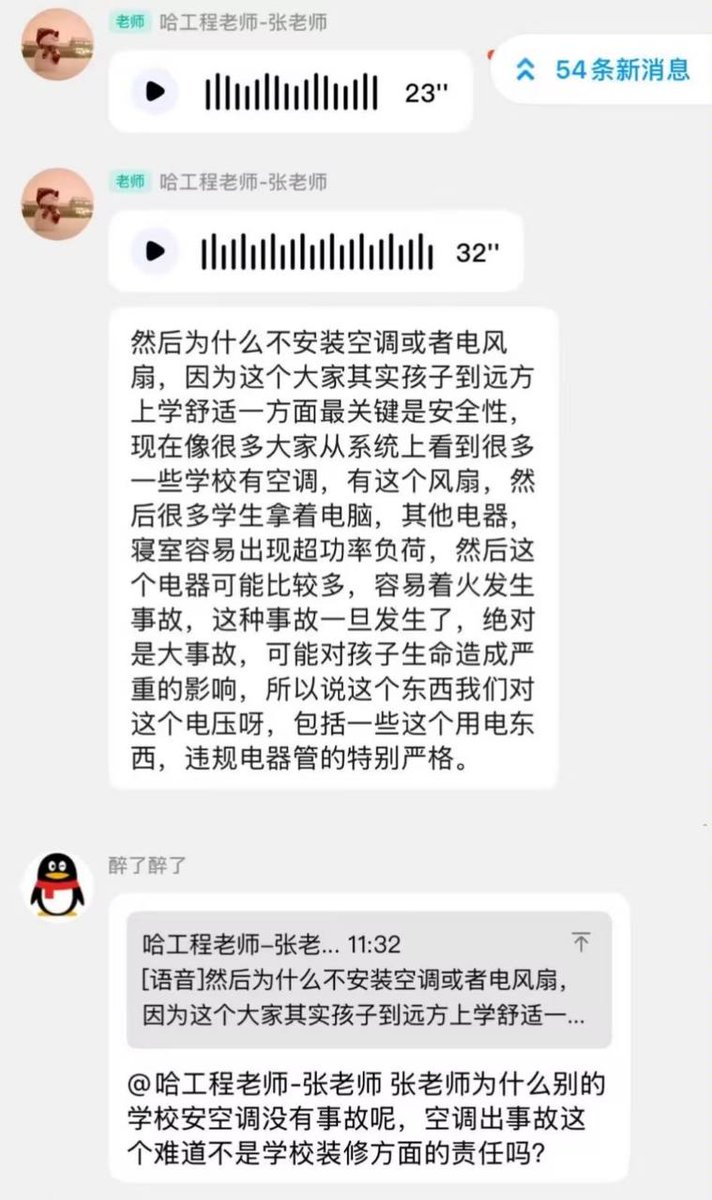 老师 哈工程老师-张老师
23''
54条新消息
老师 哈工程老师-张老师
32''
然后为什么不安装空调或者电风
扇，因为这个大家其实孩子到远方
上学舒适一方面最关键是安全性，
现在像很多大家从系统上看到很多
一些学校有空调，有这个风扇，然
后很多学生拿着电脑，其他电器，
寝室容易出现超功率负荷，然后这
个电器可能比较多，容易着火发生
事故，这种事故一旦发生了，绝对
是大事故，可能对孩子生命造成严
重的影响，所以说这个东西我们对
这个电压呀，包括一些这个用电东
西，违规电器管的特别严格。
醉了醉了
哈工程老师–张老... 11:32
[语音]然后为什么不安装空调或者电风扇，
因为这个大家其实孩子到远方上学舒适一...
@哈工程老师-张老师 张老师为什么别的
学校安空调没有事故呢，空调出事故这
个难道不是学校装修方面的责任吗?